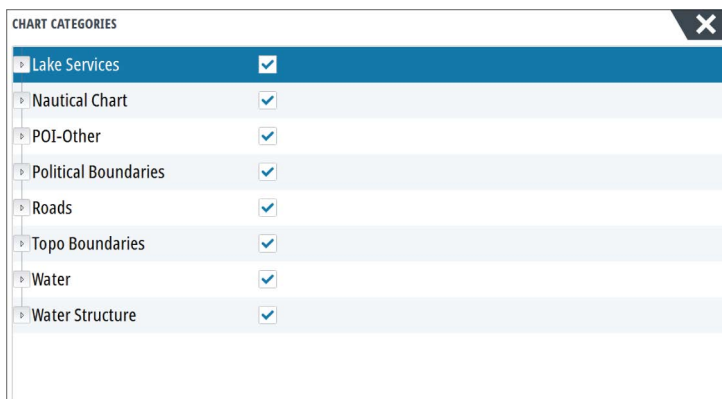 CHART CATEGORIES
Lake Services
Nautical Chart
POI-Other
Political Boundaries
Roads
Topo Boundaries
Water
Water Structure